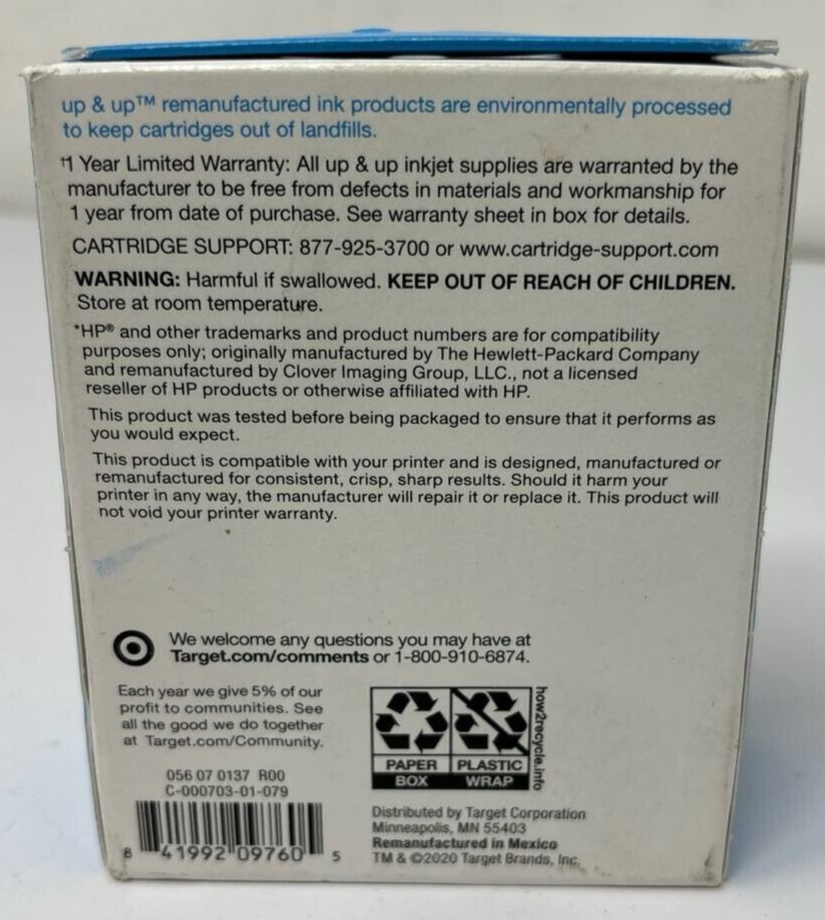 up & up™ remanufactured ink products are environmentally processed
to keep cartridges out of landfills.
†1 Year Limited Warranty: All up & up inkjet supplies are warranted by the
manufacturer to be free from defects in materials and workmanship for
1 year from date of purchase. See warranty sheet in box for details.
CARTRIDGE SUPPORT: 877-925-3700 or www.cartridge-support.com
WARNING: Harmful if swallowed. KEEP OUT OF REACH OF CHILDREN.
Store at room temperature.
*HP® and other trademarks and product numbers are for compatibility
purposes only; originally manufactured by The Hewlett-Packard Company
and remanufactured by Clover Imaging Group, LLC., not a licensed
reseller of HP products or otherwise affiliated with HP.
This product was tested before being packaged to ensure that it performs as
you would expect.
This product is compatible with your printer and is designed, manufactured or
remanufactured for consistent, crisp, sharp results. Should it harm your
printer in any way, the manufacturer will repair it or replace it. This product will
not void your printer warranty.
We welcome any questions you may have at
Target.com/comments or 1-800-910-6874.
Each year we give 5% of our
profit to communities. See
all the good we do together
at Target.com/Community.
056 07 0137 R00
C-000703-01-079
8 41992 09760 5
PAPER PLASTIC
BOX WRAP
how2recycle.info
Distributed by Target Corporation
Minneapolis, MN 55403
Remanufactured in Mexico
TM & ©2020 Target Brands, Inc.